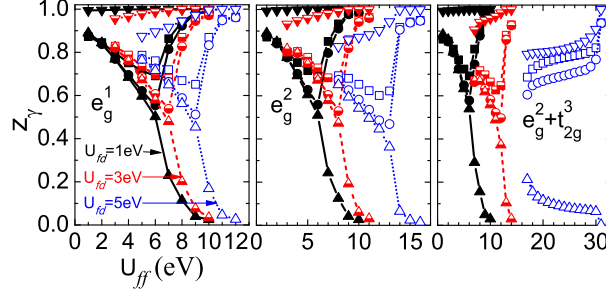 1.0
0.8
0.6
0.4
0.2
0.0
z_γ
e_g^1
U_fd=1eV
U_fd=3eV
U_fd=5eV
0 2 4 6 8 10 12
U_ff (eV)
e_g^2
5 10 15
e_g^2+t_2g^3
0 10 20 30